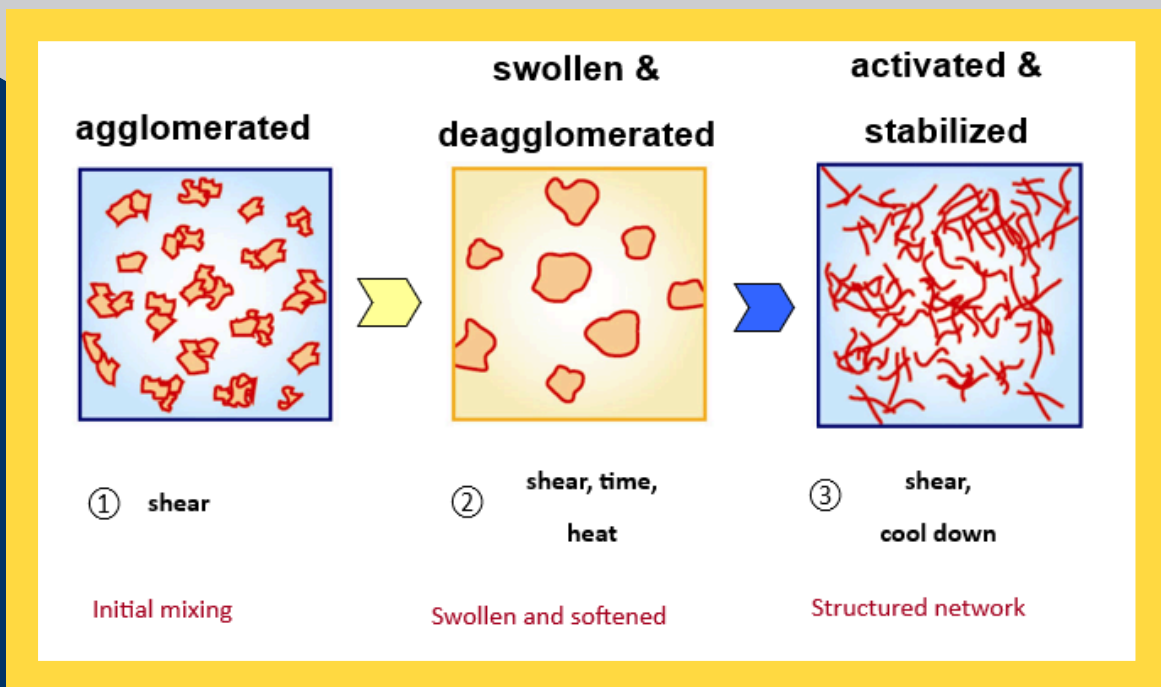 agglomerated
swollen &
deagglomerated
activated &
stabilized
① shear
② shear, time,
heat
③ shear,
cool down
Initial mixing
Swollen and softened
Structured network